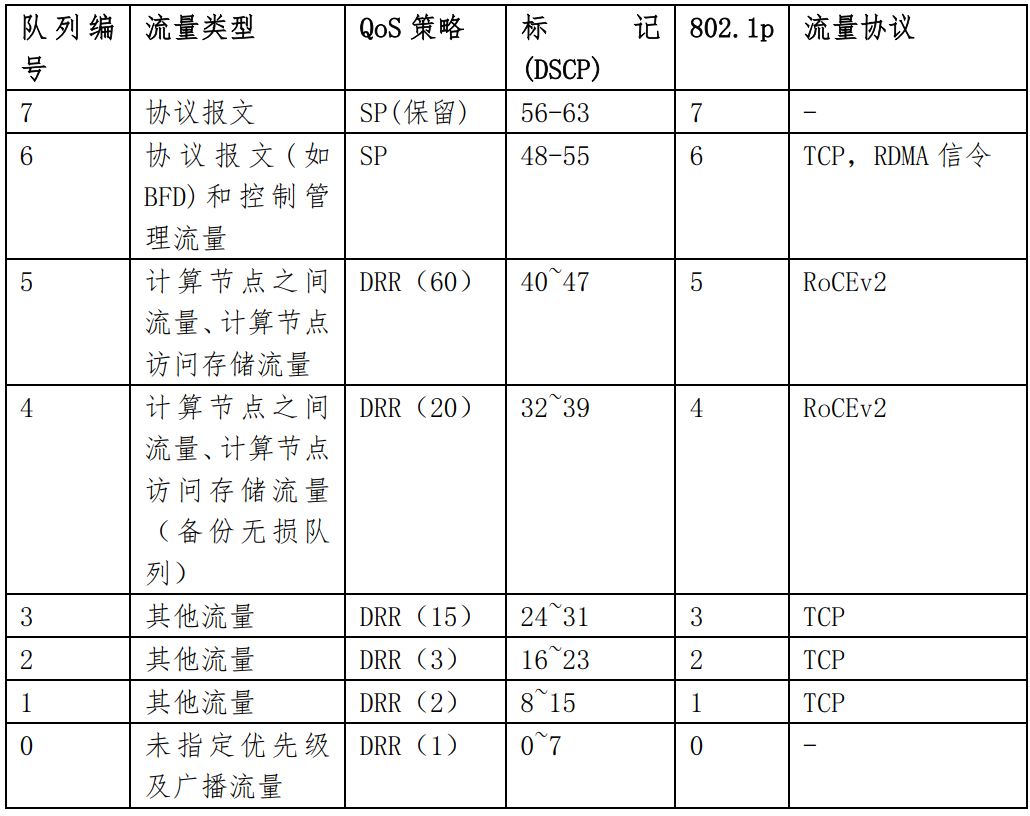 队列编号 流量类型 QoS 策略 标记(DSCP) 802.1p 流量协议
7 协议报文 SP(保留) 56-63 7 -
6 协议报文(如BFD)和控制管理流量 SP 48-55 6 TCP, RDMA 信令
5 计算节点之间流量、计算节点访问存储流量 DRR（60） 40~47 5 RoCEv2
4 计算节点之间流量、计算节点访问存储流量（备份无损队列） DRR（20） 32~39 4 RoCEv2
3 其他流量 DRR（15） 24~31 3 TCP
2 其他流量 DRR（3） 16~23 2 TCP
1 其他流量 DRR（2） 8~15 1 TCP
0 未指定优先级及广播流量 DRR（1） 0~7 0 -